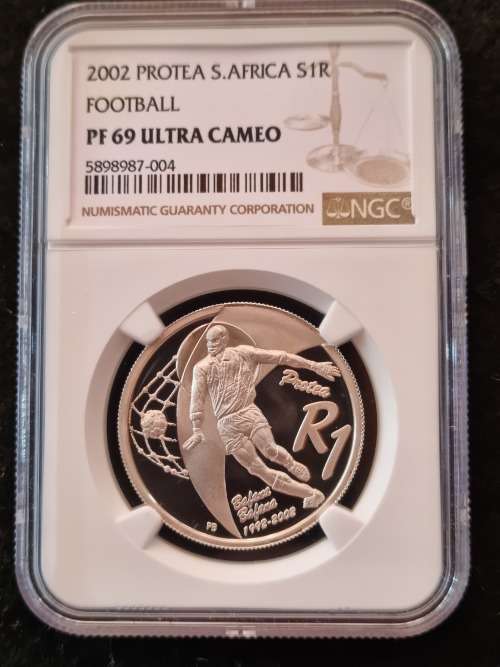 2002 PROTEA S.AFRICA S1R
FOOTBALL
PF 69 ULTRA CAMEO
5898987-004
NUMISMATIC GUARANTY CORPORATION
NGC®
Protea
R1
Bafana
Bafana
1992-2002
PB